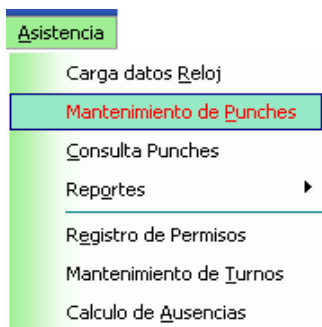 Asistencia
Carga datos Reloj
Mantenimiento de Punches
Consulta Punches
Reportes
Registro de Permisos
Mantenimiento de Turnos
Calculo de Ausencias